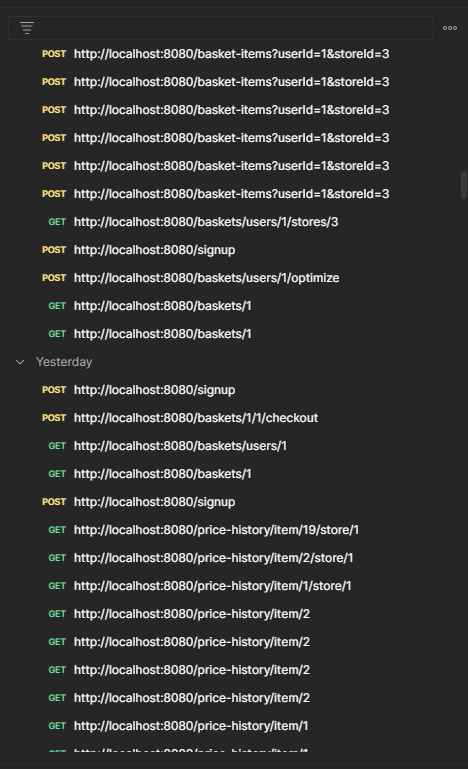 POST http://localhost:8080/basket-items?userId=1&storeId=3
POST http://localhost:8080/basket-items?userId=1&storeId=3
POST http://localhost:8080/basket-items?userId=1&storeId=3
POST http://localhost:8080/basket-items?userId=1&storeId=3
POST http://localhost:8080/basket-items?userId=1&storeId=3
POST http://localhost:8080/basket-items?userId=1&storeId=3
GET http://localhost:8080/baskets/users/1/stores/3
POST http://localhost:8080/signup
POST http://localhost:8080/baskets/users/1/optimize
GET http://localhost:8080/baskets/1
GET http://localhost:8080/baskets/1
Yesterday
POST http://localhost:8080/signup
POST http://localhost:8080/baskets/1/1/checkout
GET http://localhost:8080/baskets/users/1
GET http://localhost:8080/baskets/1
POST http://localhost:8080/signup
GET http://localhost:8080/price-history/item/19/store/1
GET http://localhost:8080/price-history/item/2/store/1
GET http://localhost:8080/price-history/item/1/store/1
GET http://localhost:8080/price-history/item/2
GET http://localhost:8080/price-history/item/2
GET http://localhost:8080/price-history/item/2
GET http://localhost:8080/price-history/item/2
GET http://localhost:8080/price-history/item/1
GET http://localhost:8080/price-history/item/1